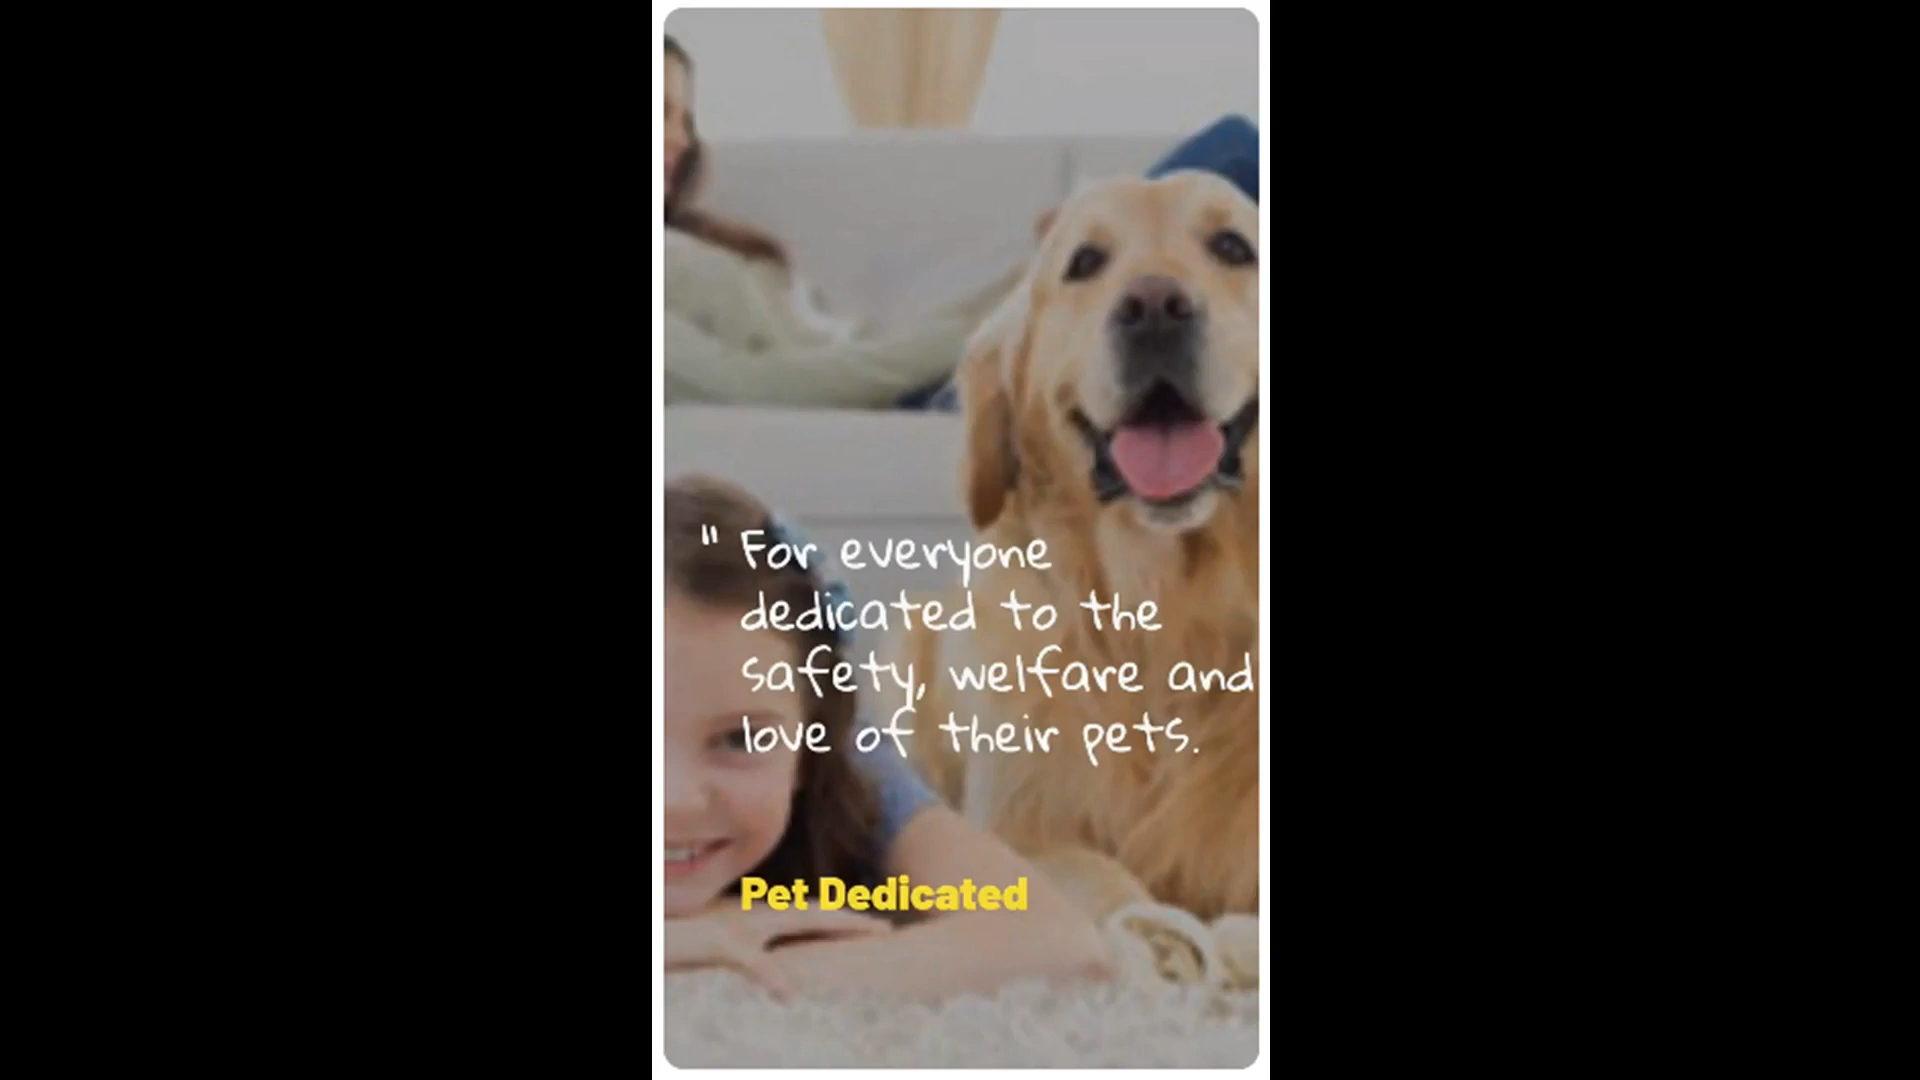 " For everyone
dedicated to the
safety, welfare and
love of their pets.
Pet Dedicated